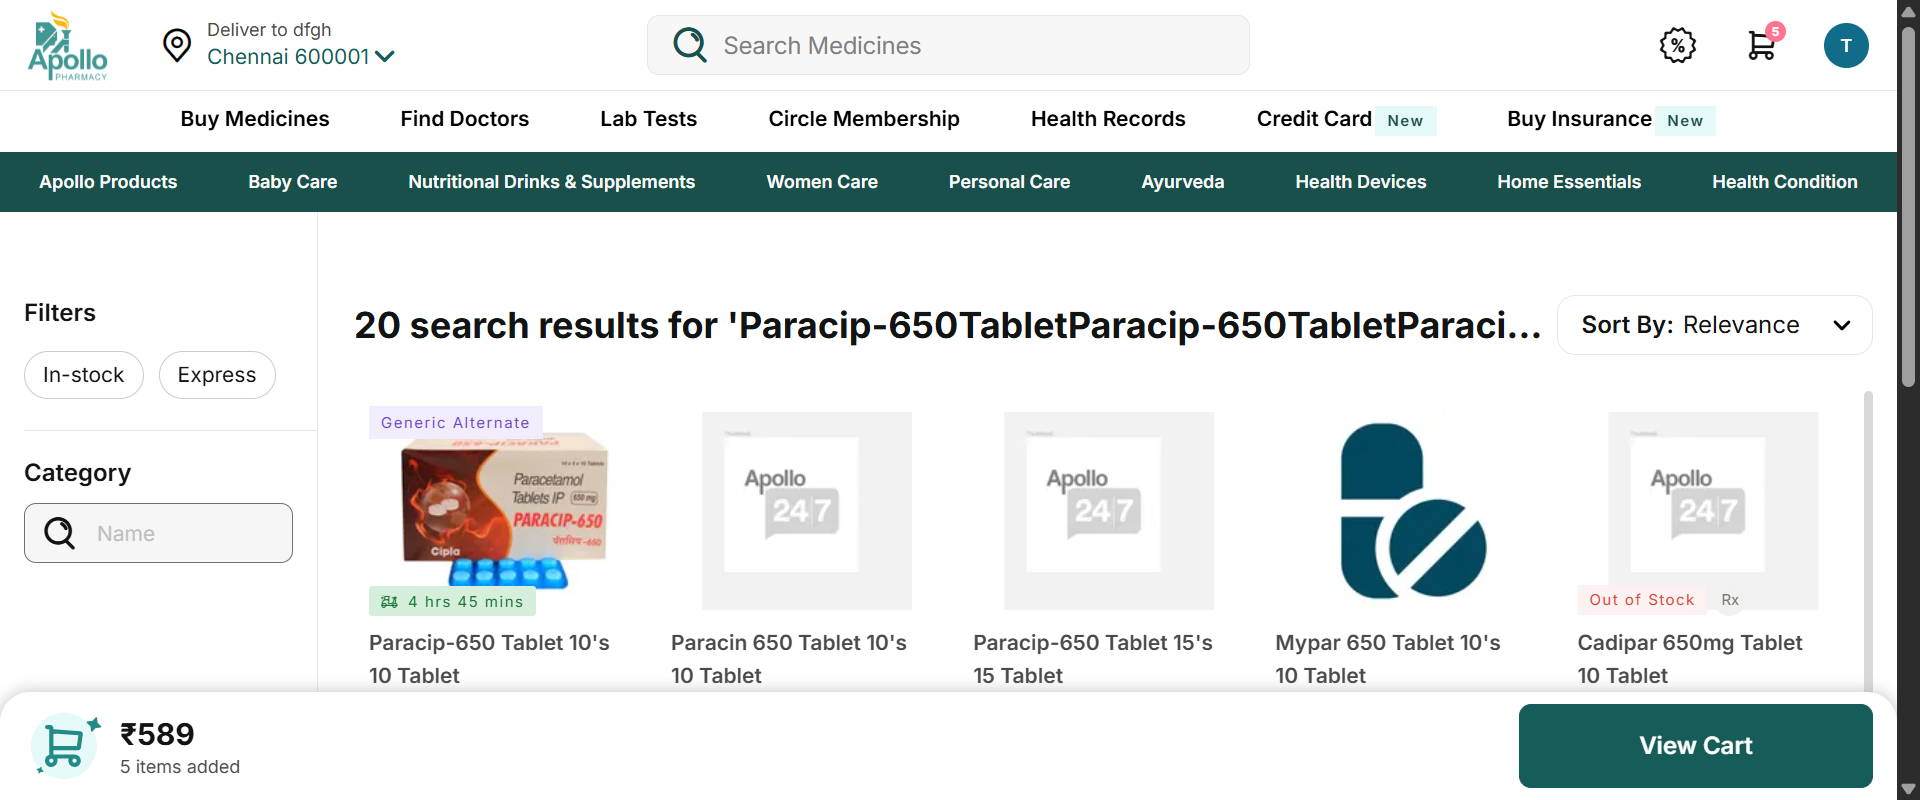 Apollo
PHARMACY
Deliver to dfgh
Chennai 600001
Search Medicines
5
T
Buy Medicines
Find Doctors
Lab Tests
Circle Membership
Health Records
Credit Card New
Buy Insurance New
Apollo Products
Baby Care
Nutritional Drinks & Supplements
Women Care
Personal Care
Ayurveda
Health Devices
Home Essentials
Health Condition
Filters
In-stock
Express
Category
Name
20 search results for 'Paracip-650TabletParacip-650TabletParaci...
Sort By: Relevance
Generic Alternate
Paracetamol
Tablets IP 650 mg
PARACIP-650
Cipla
4 hrs 45 mins
Paracip-650 Tablet 10's
10 Tablet
Apollo
24|7
Paracin 650 Tablet 10's
10 Tablet
Apollo
24|7
Paracip-650 Tablet 15's
15 Tablet
Mypar 650 Tablet 10's
10 Tablet
Apollo
24|7
Out of Stock
Rx
Cadipar 650mg Tablet
10 Tablet
₹589
5 items added
View Cart